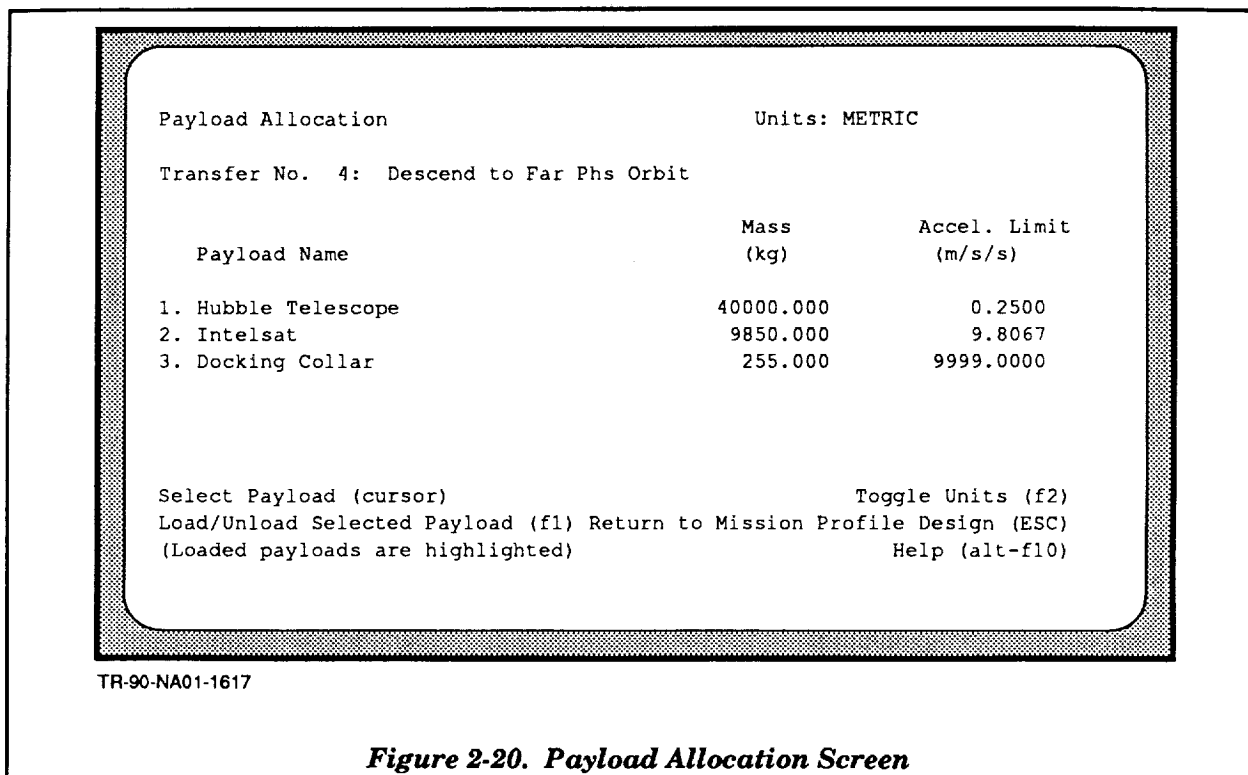 Payload Allocation Units: METRIC
Transfer No. 4: Descend to Far Phs Orbit
Mass Accel. Limit
Payload Name (kg) (m/s/s)
1. Hubble Telescope 40000.000 0.2500
2. Intelsat 9850.000 9.8067
3. Docking Collar 255.000 9999.0000
Select Payload (cursor) Toggle Units (f2)
Load/Unload Selected Payload (f1) Return to Mission Profile Design (ESC)
(Loaded payloads are highlighted) Help (alt-f10)
TR-90-NA01-1617
Figure 2-20. Payload Allocation Screen